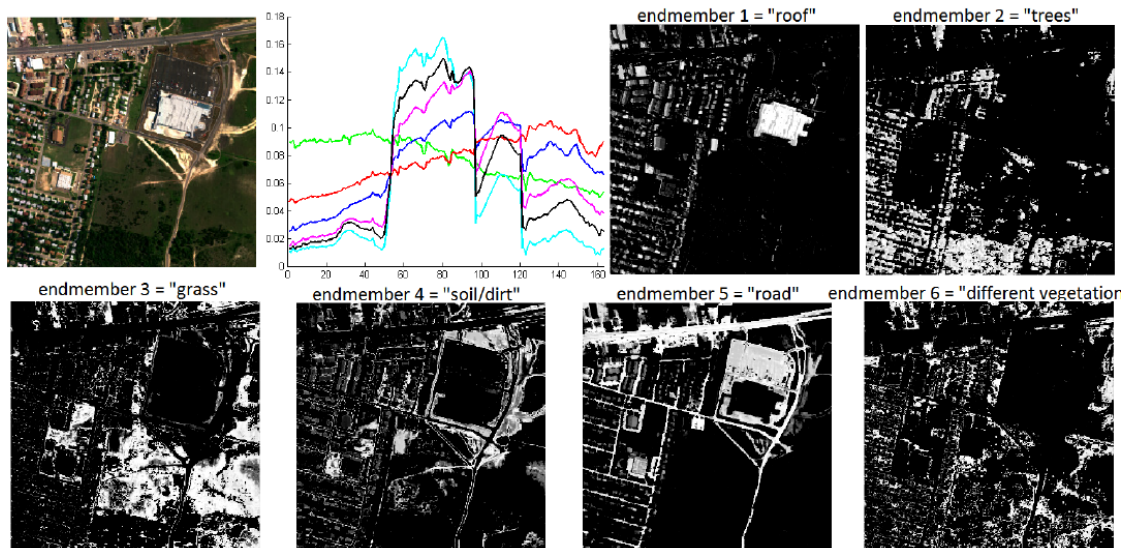 endmember 1 = "roof"
endmember 2 = "trees"
0.18
0.16
0.14
0.12
0.1
0.08
0.06
0.04
0.02
0
0 20 40 60 80 100 120 140 160
endmember 3 = "grass"
endmember 4 = "soil/dirt"
endmember 5 = "road"
endmember 6 = "different vegetation